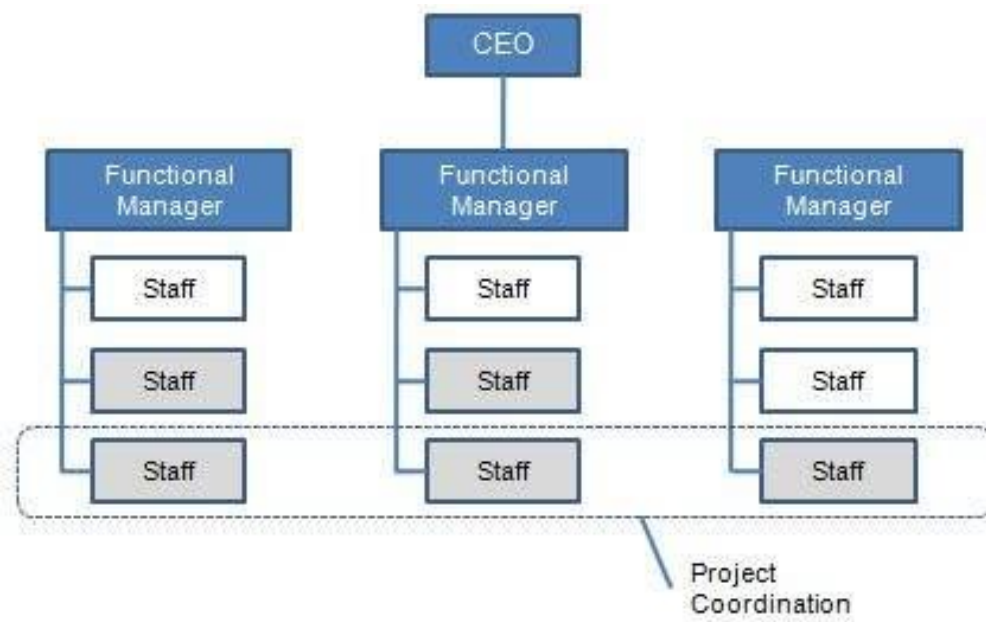 CEO
Functional
Manager
Functional
Manager
Functional
Manager
Staff
Staff
Staff
Staff
Staff
Staff
Staff
Staff
Staff
Project
Coordination